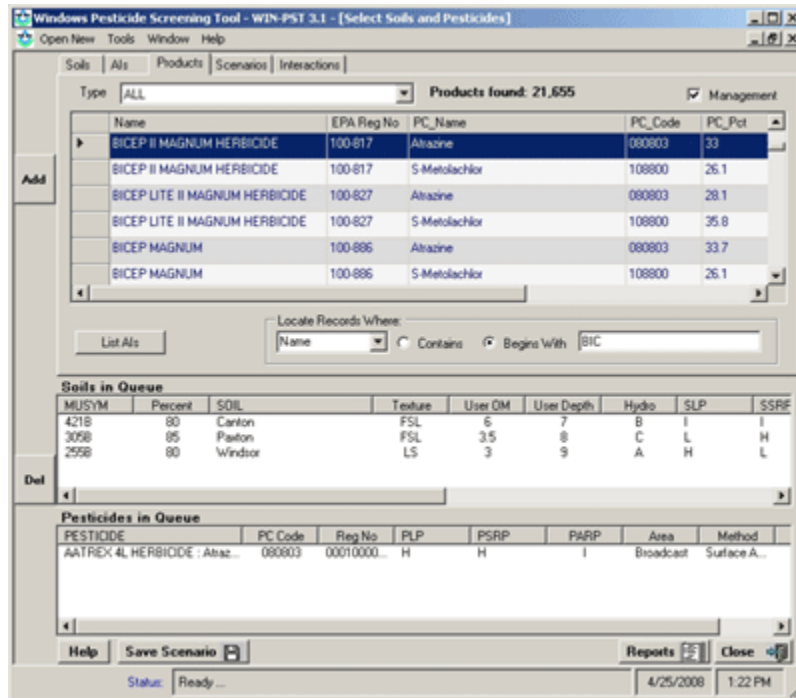 Windows Pesticide Screening Tool - WIN-PST 3.1 - [Select Soils and Pesticides]
Open New Tools Window Help
Soils AIs Products Scenarios Interactions
Type ALL Products found: 21,655 Management
Name EPA Reg No PC_Name PC_Code PC_Pct
BICEP II MAGNUM HERBICIDE 100-817 Atrazine 080803 33
BICEP II MAGNUM HERBICIDE 100-817 S-Metolachlor 108800 26.1
Add
BICEP LITE II MAGNUM HERBICIDE 100-827 Atrazine 080803 28.1
BICEP LITE II MAGNUM HERBICIDE 100-827 S-Metolachlor 108800 35.8
BICEP MAGNUM 100-886 Atrazine 080803 33.7
BICEP MAGNUM 100-886 S-Metolachlor 108800 26.1
Locate Records Where:
List AIs Name Contains Begins With BIC
Soils in Queue
MUSYM Percent SOIL Texture User OM User Depth Hydro SLP SSRP
421B 80 Canton FSL 6 7 B I I
305B 85 Paxton FSL 3.5 8 C L H
255B 80 Windsor LS 3 9 A H L
Del
Pesticides in Queue
PESTICIDE PC Code Reg No PLP PSRP PARP Area Method
AATREX 4L HERBICIDE : Atraz... 080803 00010000... H H I Broadcast Surface A...
Help Save Scenario Reports Close
Status: Ready ... 4/25/2008 1:22 PM